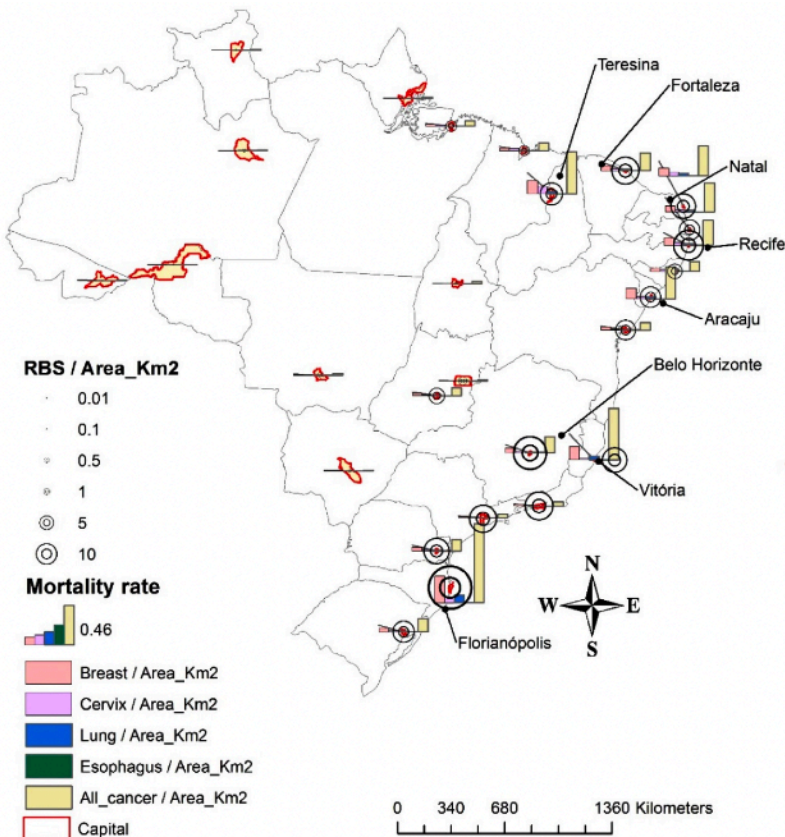 Teresina
Fortaleza
Natal
Recife
Aracaju
Belo Horizonte
Vitória
Florianópolis
RBS / Area_Km2
0.01
0.1
0.5
1
5
10
Mortality rate
0.46
Breast / Area_Km2
Cervix / Area_Km2
Lung / Area_Km2
Esophagus / Area_Km2
All_cancer / Area_Km2
Capital
N
W E
S
0 340 680 1360 Kilometers